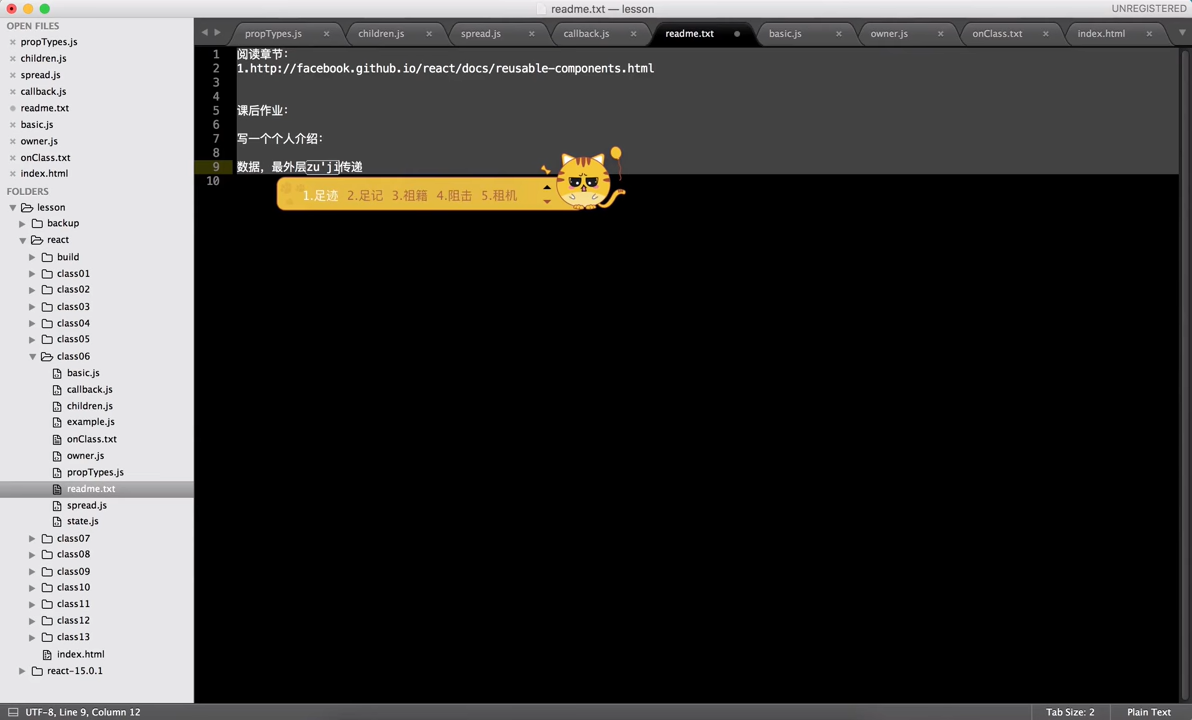 readme.txt — lesson
UNREGISTERED
OPEN FILES
propTypes.js
children.js
spread.js
callback.js
readme.txt
basic.js
owner.js
onClass.txt
index.html
FOLDERS
lesson
backup
react
build
class01
class02
class03
class04
class05
class06
basic.js
callback.js
children.js
example.js
onClass.txt
owner.js
propTypes.js
readme.txt
spread.js
state.js
class07
class08
class09
class10
class11
class12
class13
index.html
react-15.0.1
propTypes.js children.js spread.js callback.js readme.txt basic.js owner.js onClass.txt index.html
1 阅读章节：
2 1.http://facebook.github.io/react/docs/reusable-components.html
3
4
5 课后作业：
6
7 写一个个人介绍：
8
9 数据，最外层zu'ji传递
10
1.足迹 2.足记 3.祖籍 4.阻击 5.租机
UTF-8, Line 9, Column 12
Tab Size: 2
Plain Text